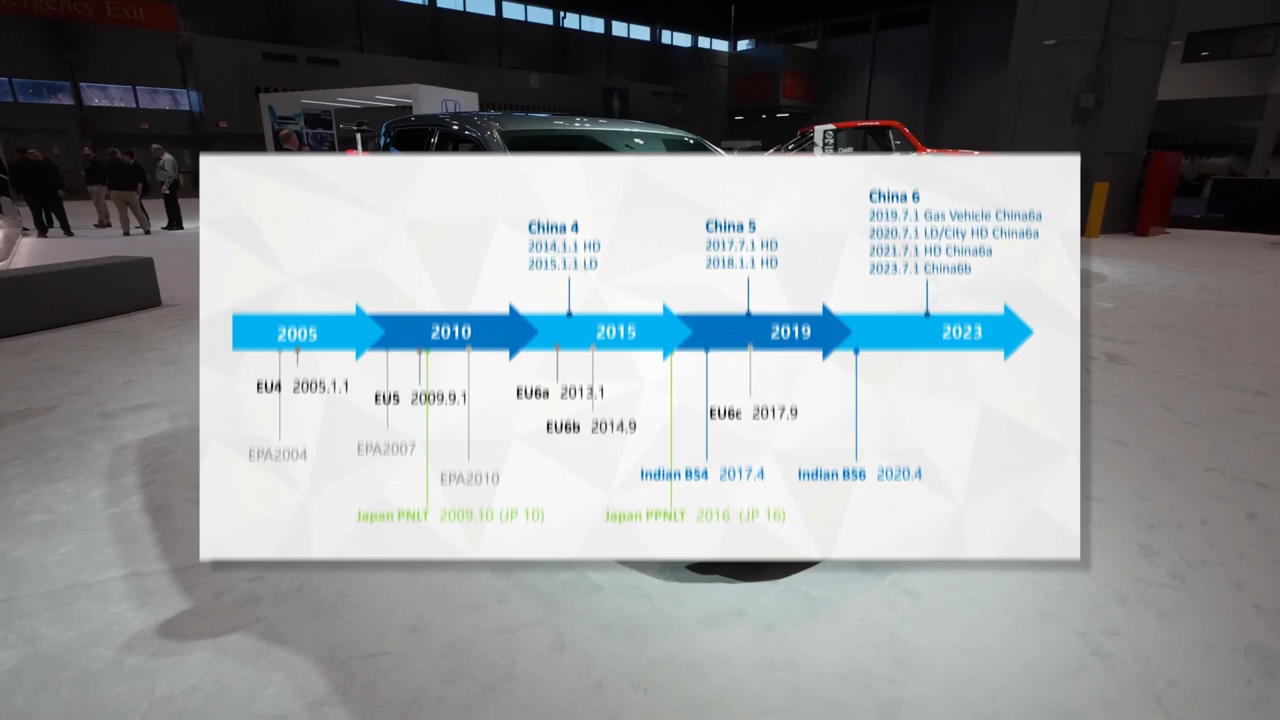 Emergency Exit
China 4
2014.1.1 HD
2015.1.1 LD
China 5
2017.7.1 HD
2018.1.1 HD
China 6
2019.7.1 Gas Vehicle China6a
2020.7.1 LD/City HD China6a
2021.7.1 HD China6a
2023.7.1 China6b
2005 2010 2015 2019 2023
EU4 2005.1.1
EU5 2009.9.1
EU6a 2013.1
EU6b 2014.9
EU6c 2017.9
EPA2004
EPA2007
EPA2010
Indian BS4 2017.4
Indian BS6 2020.4
Japan PNLT 2009.10 (JP 10)
Japan PPNLT 2016 (JP 16)